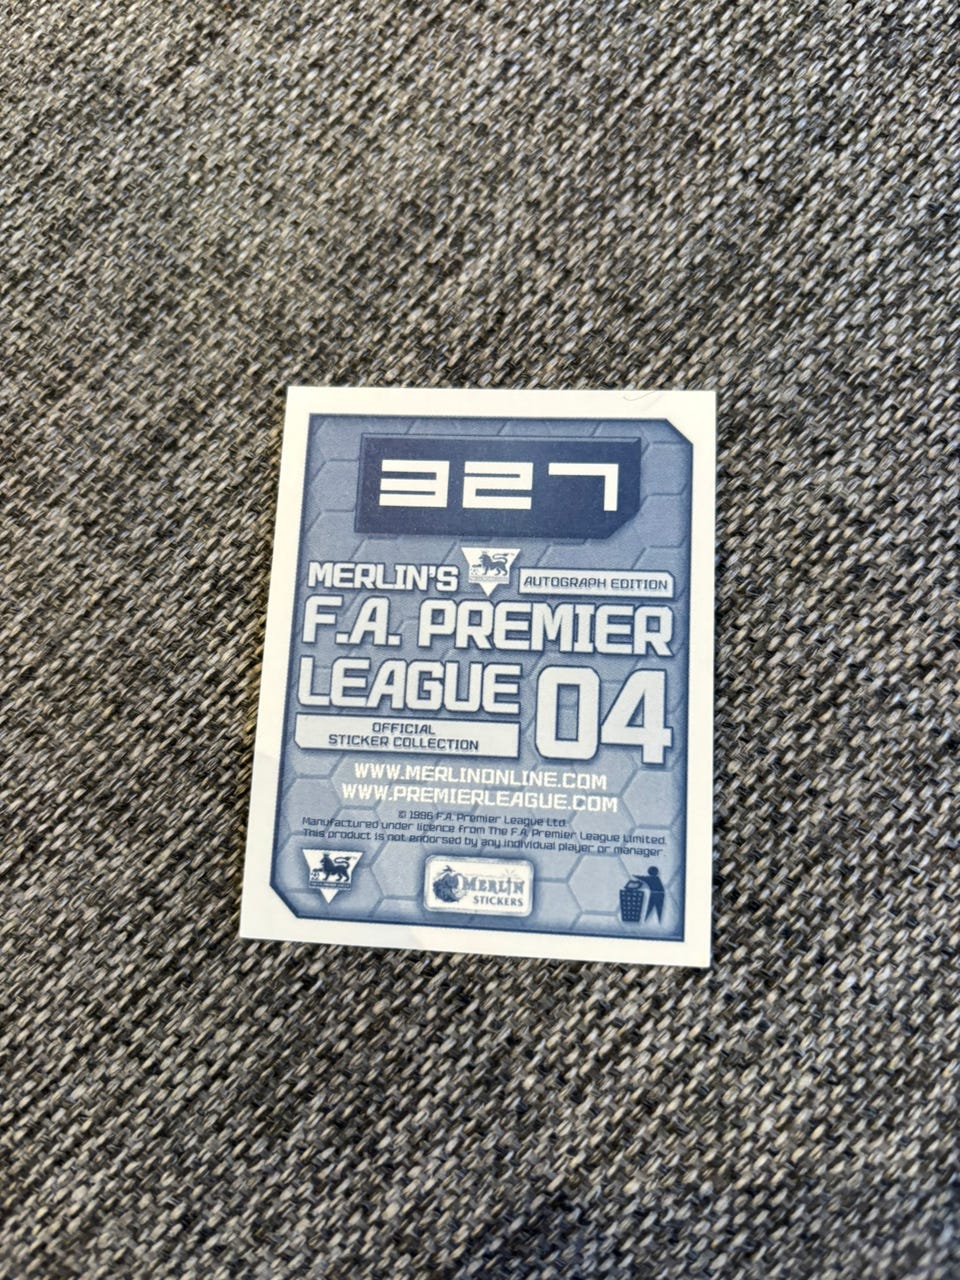 327
MERLIN'S
AUTOGRAPH EDITION
F.A. PREMIER
LEAGUE 04
OFFICIAL
STICKER COLLECTION
WWW.MERLINONLINE.COM
WWW.PREMIERLEAGUE.COM
© 1996 F.A. Premier League Ltd.
Manufactured under licence from The F.A. Premier League Limited.
This product is not endorsed by any individual player or manager.
MERLIN
STICKERS